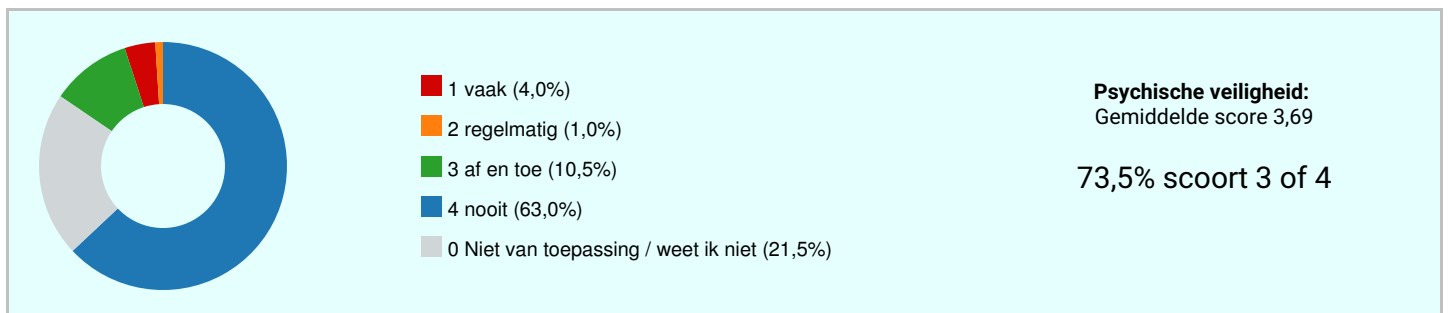 1 vaak (4,0%)
2 regelmatig (1,0%)
3 af en toe (10,5%)
4 nooit (63,0%)
0 Niet van toepassing / weet ik niet (21,5%)
Psychische veiligheid:
Gemiddelde score 3,69
73,5% scoort 3 of 4